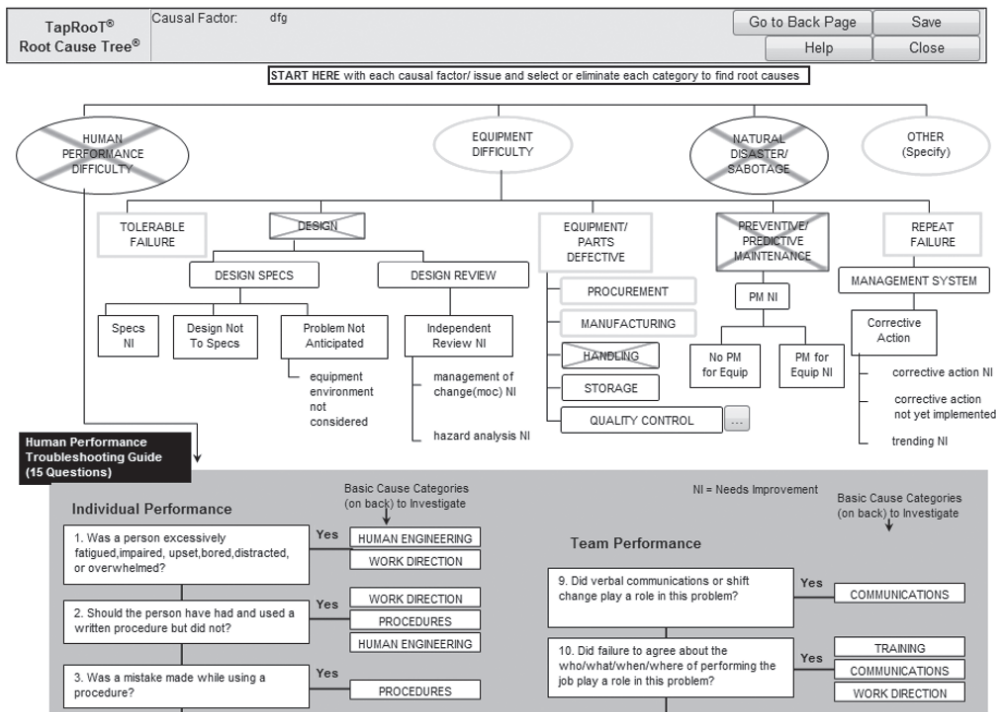 TapRooT®
Root Cause Tree®
Causal Factor: dfg
Go to Back Page
Save
Help
Close
START HERE with each causal factor/ issue and select or eliminate each category to find root causes
HUMAN
PERFORMANCE
DIFFICULTY
EQUIPMENT
DIFFICULTY
NATURAL
DISASTER/
SABOTAGE
OTHER
(Specify)
TOLERABLE
FAILURE
DESIGN
EQUIPMENT/
PARTS
DEFECTIVE
PREVENTIVE/
PREDICTIVE
MAINTENANCE
REPEAT
FAILURE
DESIGN SPECS
DESIGN REVIEW
PROCUREMENT
MANUFACTURING
HANDLING
STORAGE
QUALITY CONTROL
...
PM NI
MANAGEMENT SYSTEM
Specs
NI
Design Not
To Specs
Problem Not
Anticipated
equipment
environment
not
considered
Independent
Review NI
management of
change(moc) NI
hazard analysis NI
No PM
for Equip
PM for
Equip NI
Corrective
Action
corrective action NI
corrective action
not yet implemented
trending NI
Human Performance
Troubleshooting Guide
(15 Questions)
Individual Performance
Basic Cause Categories
(on back) to Investigate
1. Was a person excessively
fatigued,impaired, upset,bored,distracted,
or overwhelmed?
Yes
HUMAN ENGINEERING
WORK DIRECTION
2. Should the person have had and used a
written procedure but did not?
Yes
WORK DIRECTION
PROCEDURES
HUMAN ENGINEERING
3. Was a mistake made while using a
procedure?
Yes
PROCEDURES
NI = Needs Improvement
Basic Cause Categories
(on back) to Investigate
Team Performance
9. Did verbal communications or shift
change play a role in this problem?
Yes
COMMUNICATIONS
10. Did failure to agree about the
who/what/when/where of performing the
job play a role in this problem?
Yes
TRAINING
COMMUNICATIONS
WORK DIRECTION